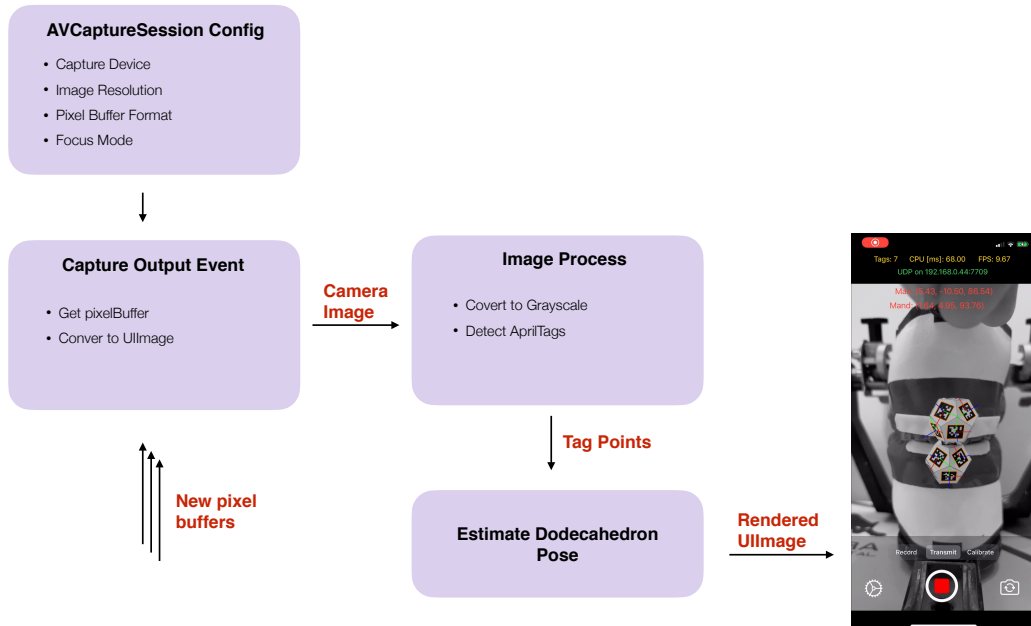 AVCaptureSession Config
• Capture Device
• Image Resolution
• Pixel Buffer Format
• Focus Mode
Capture Output Event
• Get pixelBuffer
• Conver to UIImage
Camera
Image
Image Process
• Covert to Grayscale
• Detect AprilTags
Tag Points
New pixel
buffers
Estimate Dodecahedron
Pose
Rendered
UIImage
Tags: 7 CPU [ms]: 68.00 FPS: 9.67
UDP on 192.168.0.44:7709
Record Transmit Calibrate